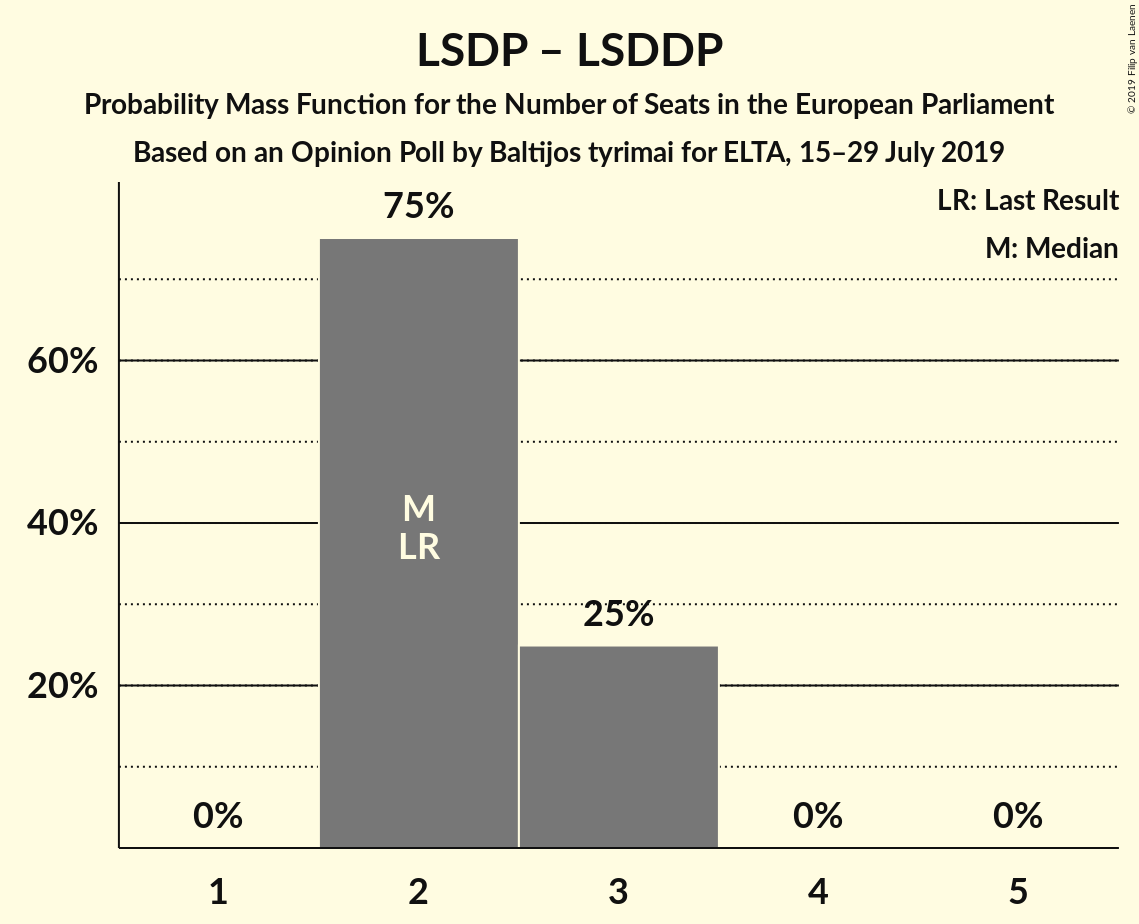 LSDP – LSDDP
Probability Mass Function for the Number of Seats in the European Parliament
Based on an Opinion Poll by Baltijos tyrimai for ELTA, 15–29 July 2019
© 2019 Filip van Laenen
LR: Last Result
M: Median
75%
60%
40%
20%
M
LR
25%
0%
0%
0%
1
2
3
4
5